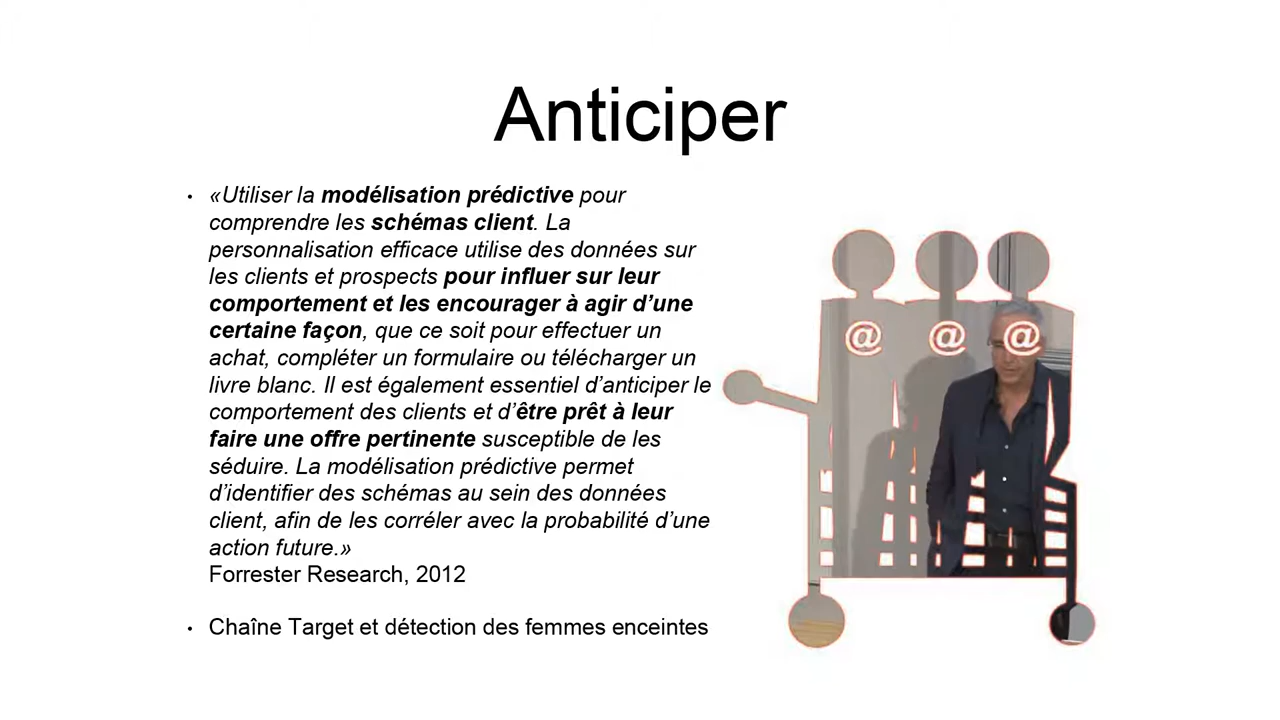 Anticiper
• «Utiliser la modélisation prédictive pour
comprendre les schémas client. La
personnalisation efficace utilise des données sur
les clients et prospects pour influer sur leur
comportement et les encourager à agir d’une
certaine façon, que ce soit pour effectuer un
achat, compléter un formulaire ou télécharger un
livre blanc. Il est également essentiel d’anticiper le
comportement des clients et d’être prêt à leur
faire une offre pertinente susceptible de les
séduire. La modélisation prédictive permet
d’identifier des schémas au sein des données
client, afin de les corréler avec la probabilité d’une
action future.»
Forrester Research, 2012
• Chaîne Target et détection des femmes enceintes
@ @ @